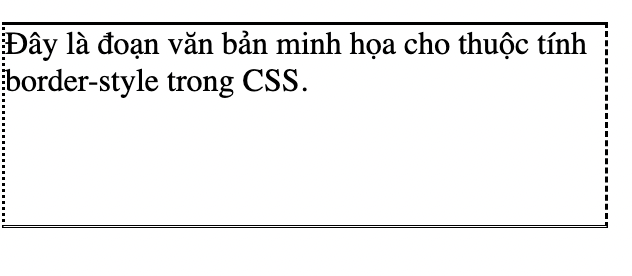 Đây là đoạn văn bản minh họa cho thuộc tính
border-style trong CSS.